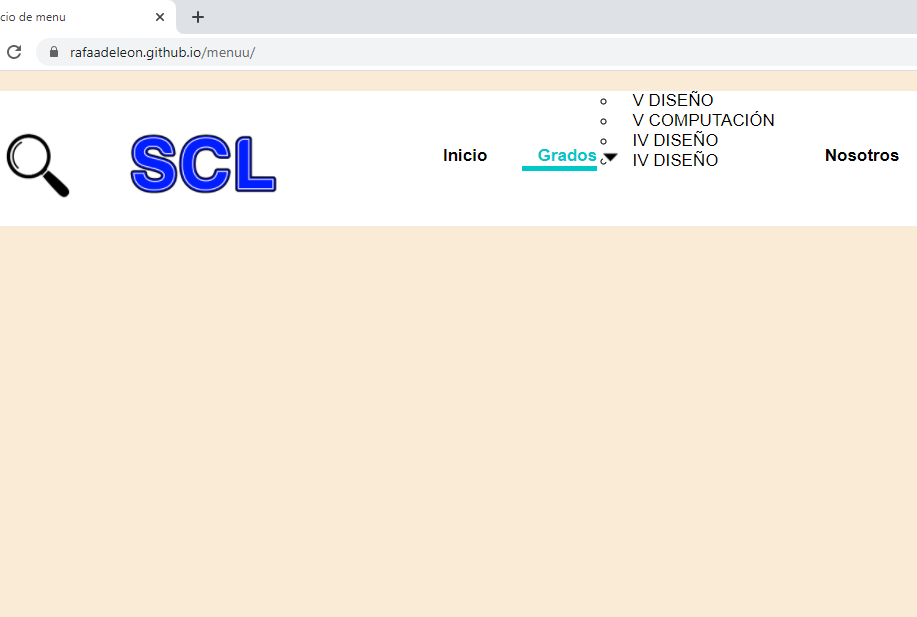 cio de menu
rafaadeleon.github.io/menuu/
SCL
Inicio
Grados
V DISEÑO
V COMPUTACIÓN
IV DISEÑO
IV DISEÑO
Nosotros